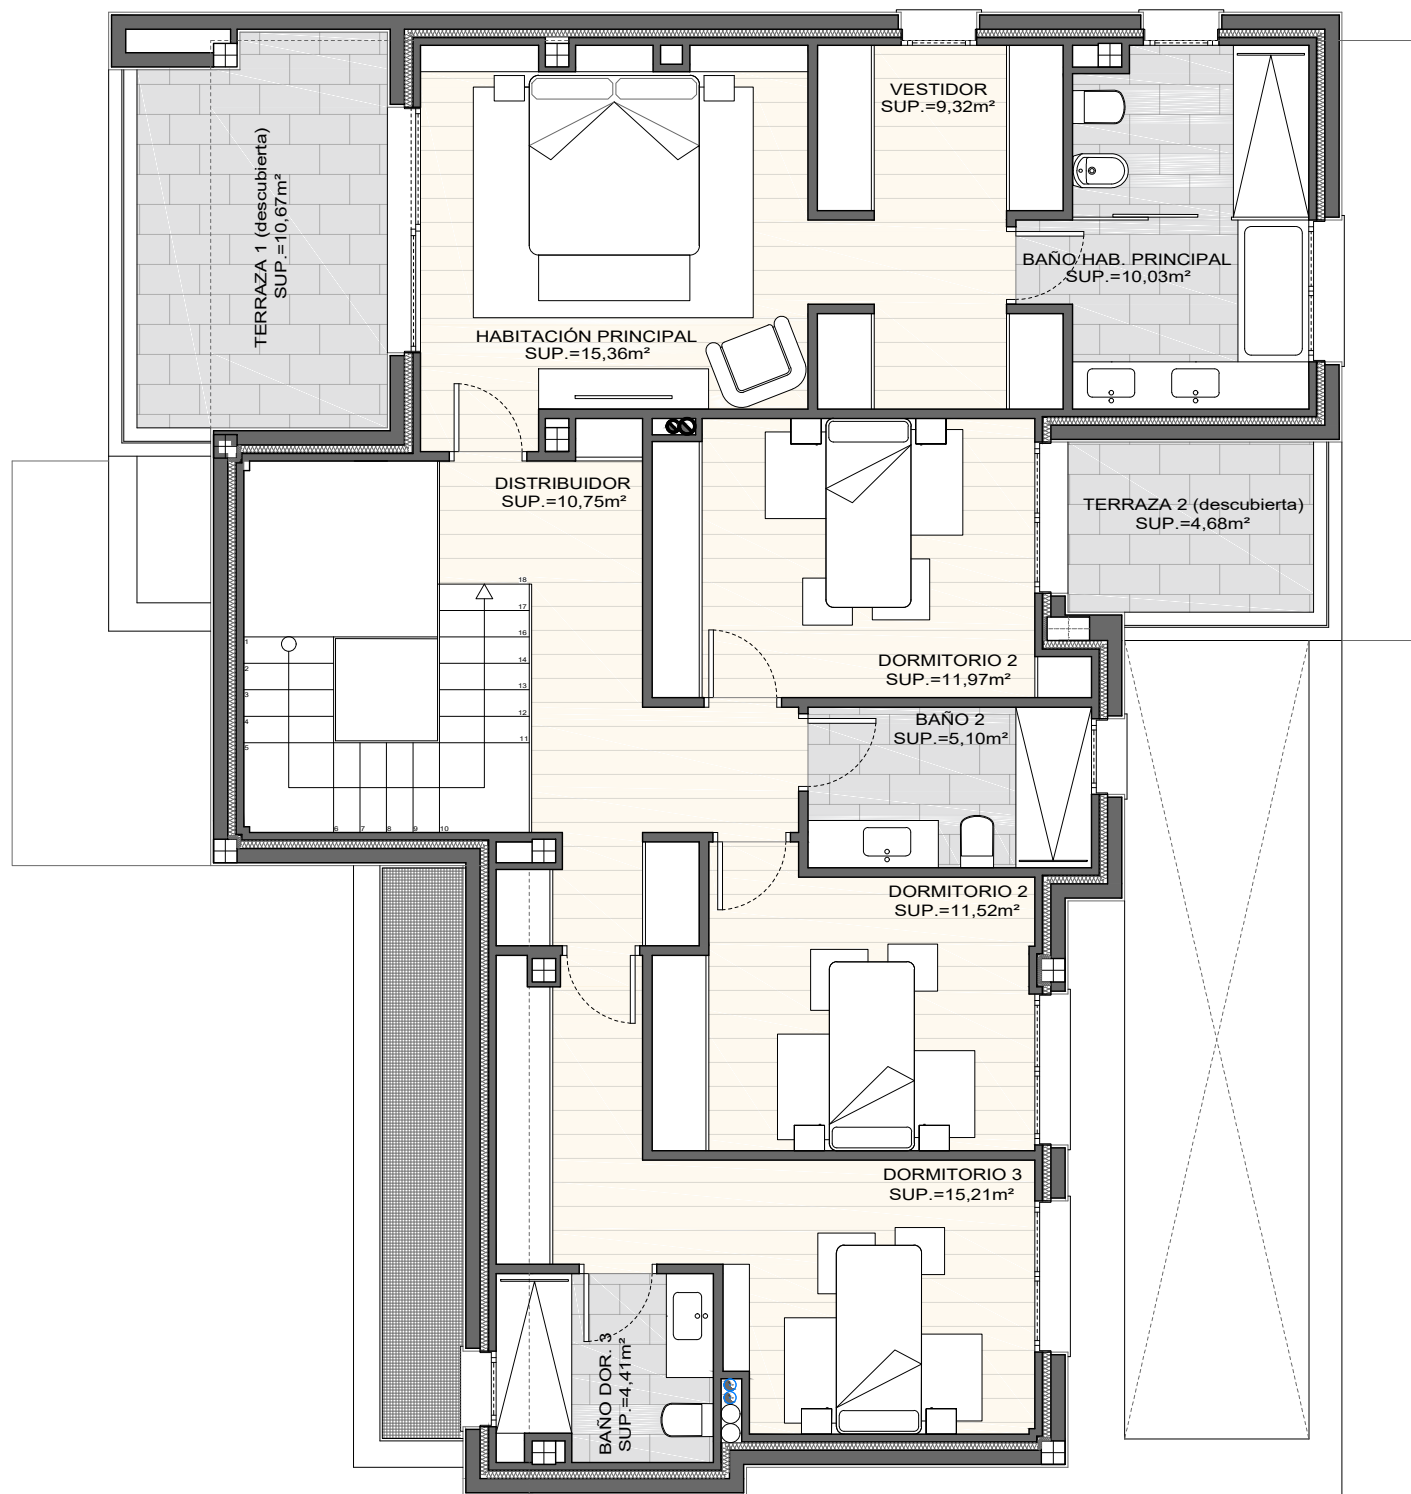 VESTIDOR
SUP.=9,32m²
TERRAZA 1 (descubierta)
SUP.=10,67m²
BAÑO HAB. PRINCIPAL
SUP.=10,03m²
HABITACIÓN PRINCIPAL
SUP.=15,36m²
DISTRIBUIDOR
SUP.=10,75m²
TERRAZA 2 (descubierta)
SUP.=4,68m²
18
17
16
14
13
12
11
1
2
3
4
5
6
7
8
9
10
DORMITORIO 2
SUP.=11,97m²
BAÑO 2
SUP.=5,10m²
DORMITORIO 2
SUP.=11,52m²
DORMITORIO 3
SUP.=15,21m²
BAÑO DOR. 3
SUP.=4,41m²